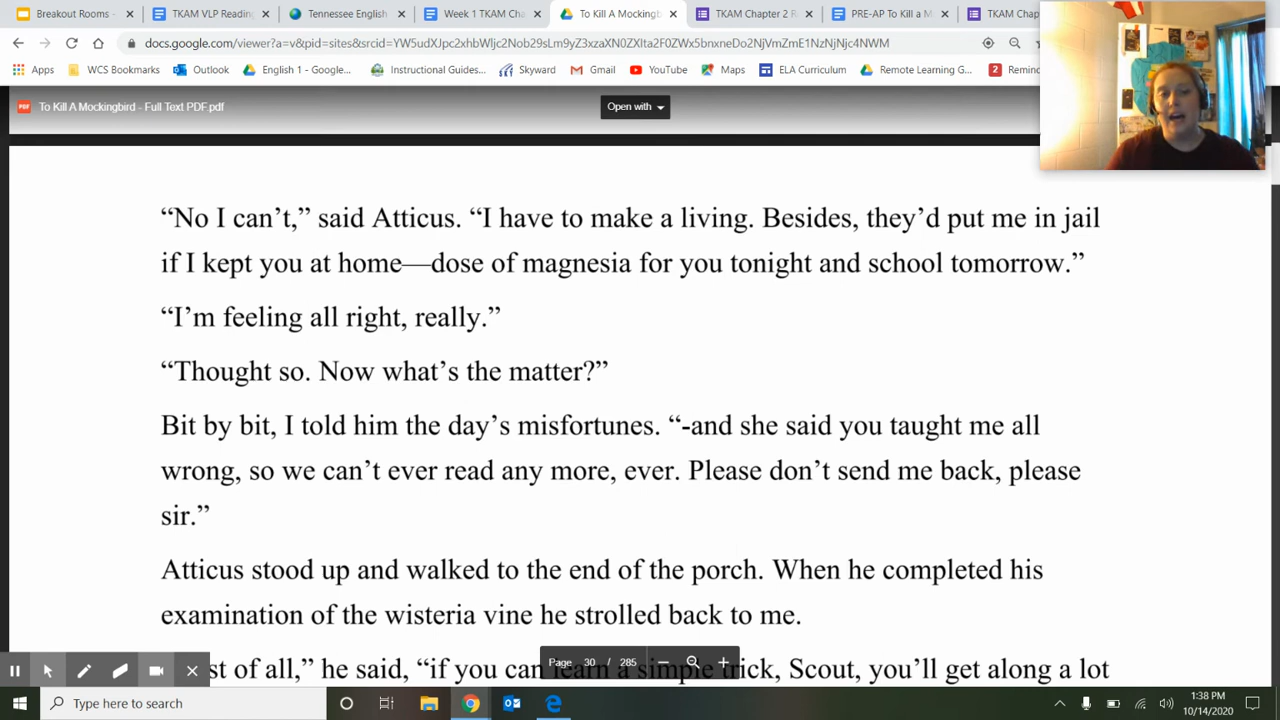 Breakout Rooms -
TKAM VLP Reading
Tennessee English
Week 1 TKAM Cha
To Kill A Mockingb
TKAM Chapter 2 R
PRE-AP To Kill a M
TKAM Chap
docs.google.com/viewer?a=v&pid=sites&srcid=
Apps
WCS Bookmarks
Outlook
English 1 - Google...
Instructional Guides...
Skyward
Gmail
YouTube
Maps
ELA Curriculum
Remote Learning G...
Remind
To Kill A Mockingbird - Full Text PDF.pdf
Open with
“No I can’t,” said Atticus. “I have to make a living. Besides, they’d put me in jail
if I kept you at home—dose of magnesia for you tonight and school tomorrow.”
“I’m feeling all right, really.”
“Thought so. Now what’s the matter?”
Bit by bit, I told him the day’s misfortunes. “-and she said you taught me all
wrong, so we can’t ever read any more, ever. Please don’t send me back, please
sir.”
Atticus stood up and walked to the end of the porch. When he completed his
examination of the wisteria vine he strolled back to me.
st of all,” he said, “if you can learn a simple trick, Scout, you’ll get along a lot
Page 30 / 285
Type here to search
1:38 PM
10/14/2020